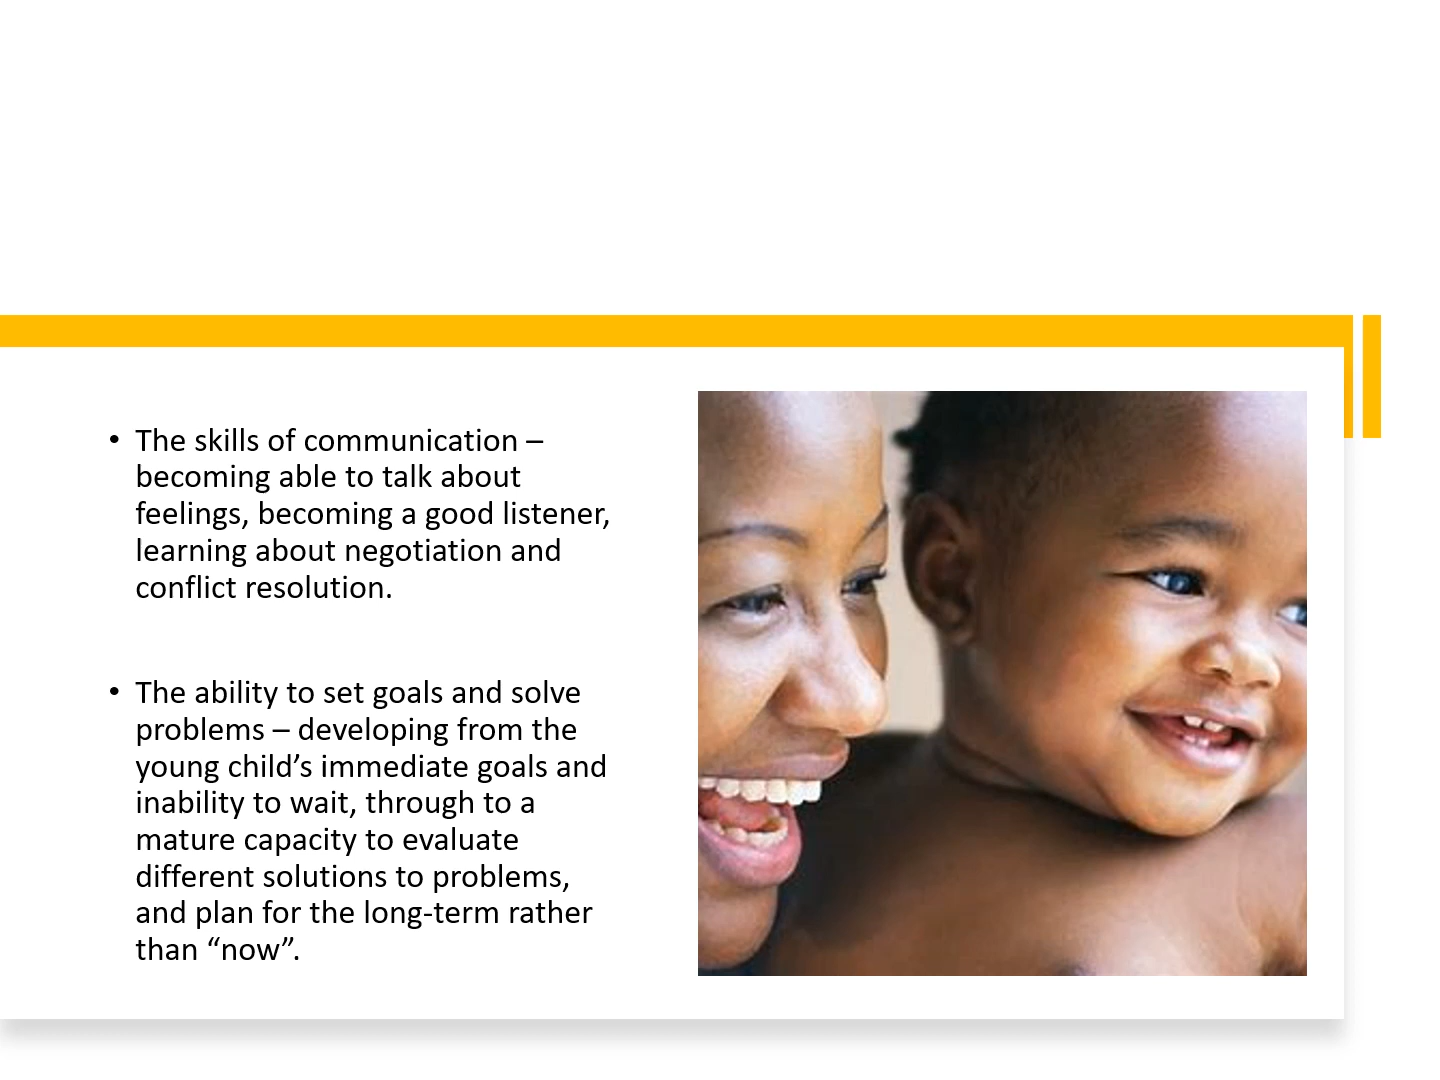 • The skills of communication –
becoming able to talk about
feelings, becoming a good listener,
learning about negotiation and
conflict resolution.
• The ability to set goals and solve
problems – developing from the
young child’s immediate goals and
inability to wait, through to a
mature capacity to evaluate
different solutions to problems,
and plan for the long-term rather
than “now”.